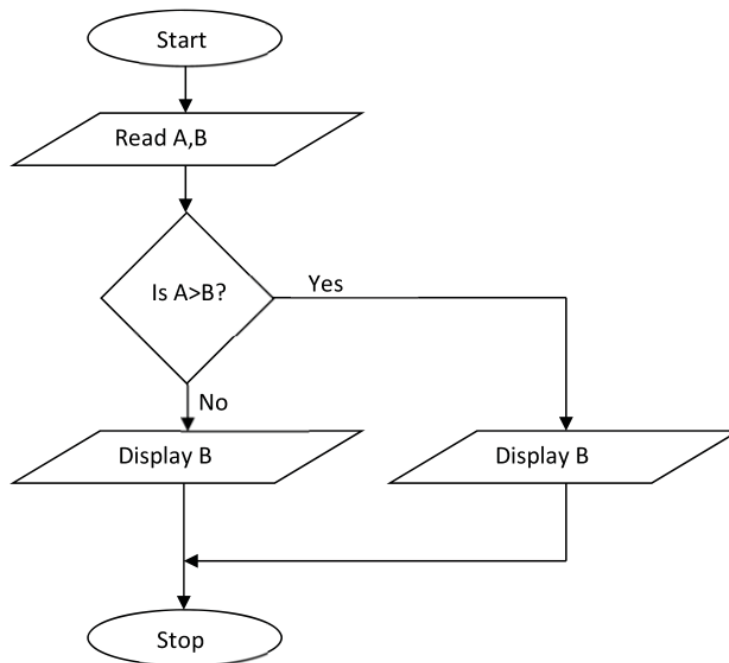 Start
Read A,B
Is A>B?
Yes
No
Display B
Display B
Stop